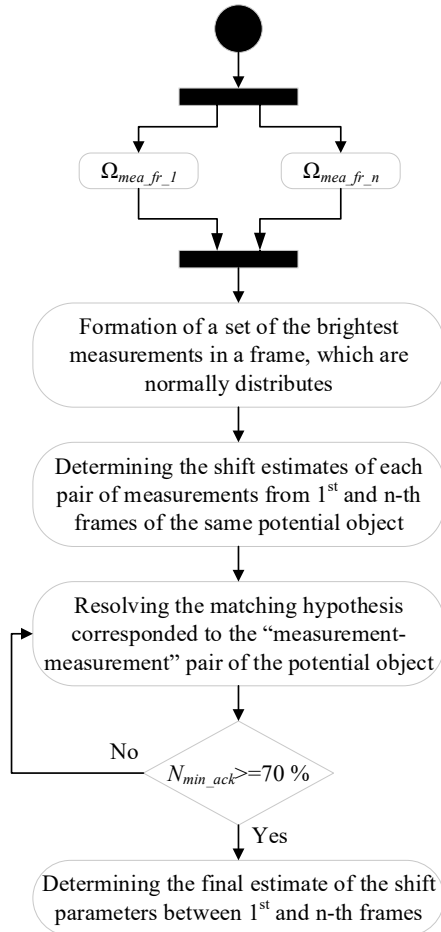 Ω_mea_fr_1
Ω_mea_fr_n
Formation of a set of the brightest
measurements in a frame, which are
normally distributes
Determining the shift estimates of each
pair of measurements from 1st and n-th
frames of the same potential object
Resolving the matching hypothesis
corresponded to the “measurement-
measurement” pair of the potential object
No
N_min_ack>=70 %
Yes
Determining the final estimate of the shift
parameters between 1st and n-th frames